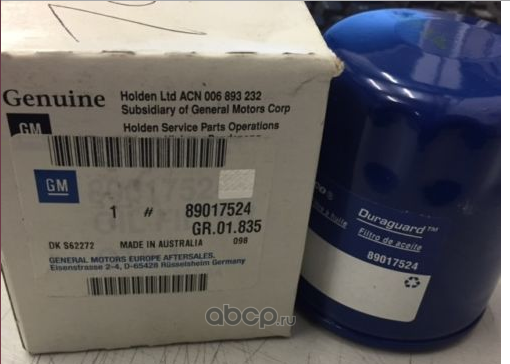 Genuine
Holden Ltd ACN 006 893 232
Subsidiary of General Motors Corp
GM
Holden Service Parts Operations
GM
89017524
1 # 89017524
GR.01.835
DK S62272 MADE IN AUSTRALIA 098
GENERAL MOTORS EUROPE AFTERSALES.
Eisenstrasse 2-4, D-65428 Rüsselsheim Germany
Duraguard™
Filtro de aceite
89017524
abcp.ru